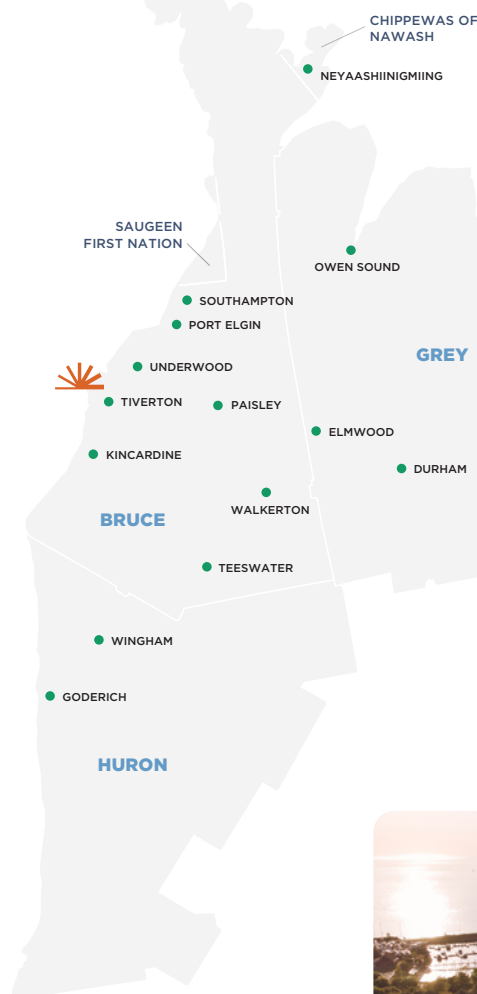 CHIPPEWAS OF
NAWASH
NEYAASHIINIGMIING
SAUGEEN
FIRST NATION
OWEN SOUND
SOUTHAMPTON
PORT ELGIN
GREY
UNDERWOOD
TIVERTON
PAISLEY
ELMWOOD
KINCARDINE
DURHAM
WALKERTON
BRUCE
TEESWATER
WINGHAM
GODERICH
HURON